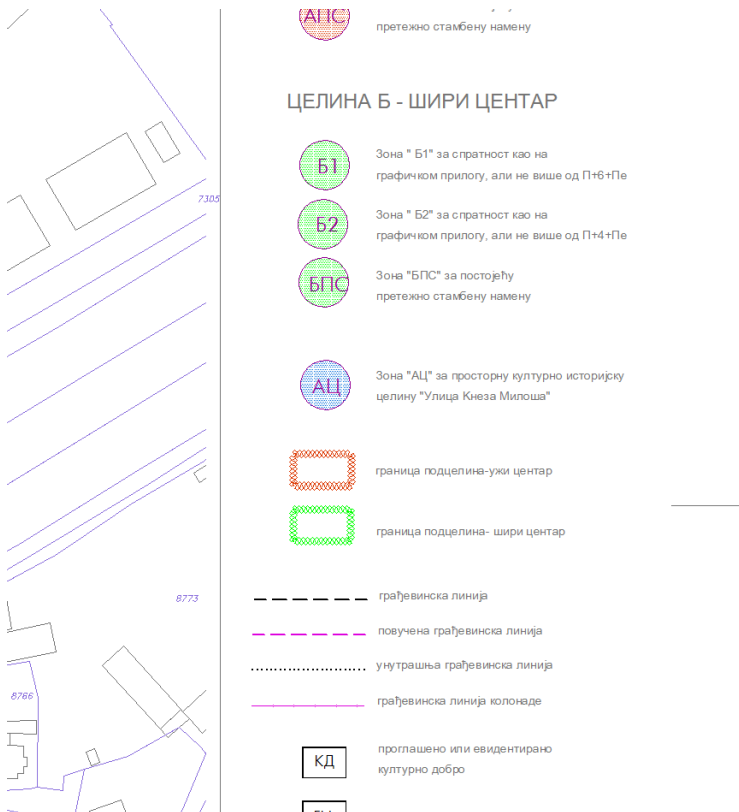 АПС
претежно стамбену намену
ЦЕЛИНА Б - ШИРИ ЦЕНТАР
Б1
Зона " Б1" за спратност као на
графичком прилогу, али не више од П+6+Пе
7305
Б2
Зона " Б2" за спратност као на
графичком прилогу, али не више од П+4+Пе
БПС
Зона "БПС" за постојећу
претежно стамбену намену
АЦ
Зона "АЦ" за просторну културно историјску
целину "Улица Кнеза Милоша"
граница подцелина-ужи центар
граница подцелина- шири центар
8773
грађевинска линија
повучена грађевинска линија
унутрашња грађевинска линија
8766
грађевинска линија колонаде
КД
проглашено или евидентирано
културно добро